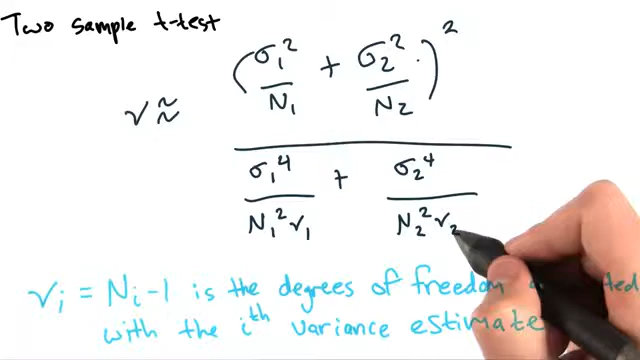 Two sample t-test
ν ≈ (σ₁²/N₁ + σ₂²/N₂)² / (σ₁⁴/(N₁²ν₁) + σ₂⁴/(N₂²ν₂))
νᵢ = Nᵢ-1 is the degrees of freedom
with the iᵗʰ variance estimate